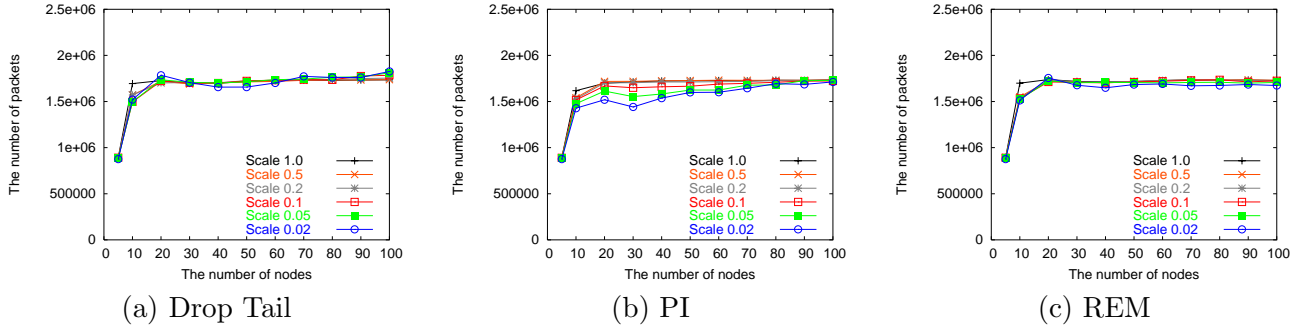 2.5e+06
2e+06
1.5e+06
1e+06
500000
0
The number of packets
Scale 1.0
Scale 0.5
Scale 0.2
Scale 0.1
Scale 0.05
Scale 0.02
0 10 20 30 40 50 60 70 80 90 100
The number of nodes
(a) Drop Tail
2.5e+06
2e+06
1.5e+06
1e+06
500000
0
The number of packets
Scale 1.0
Scale 0.5
Scale 0.2
Scale 0.1
Scale 0.05
Scale 0.02
0 10 20 30 40 50 60 70 80 90 100
The number of nodes
(b) PI
2.5e+06
2e+06
1.5e+06
1e+06
500000
0
The number of packets
Scale 1.0
Scale 0.5
Scale 0.2
Scale 0.1
Scale 0.05
Scale 0.02
0 10 20 30 40 50 60 70 80 90 100
The number of nodes
(c) REM